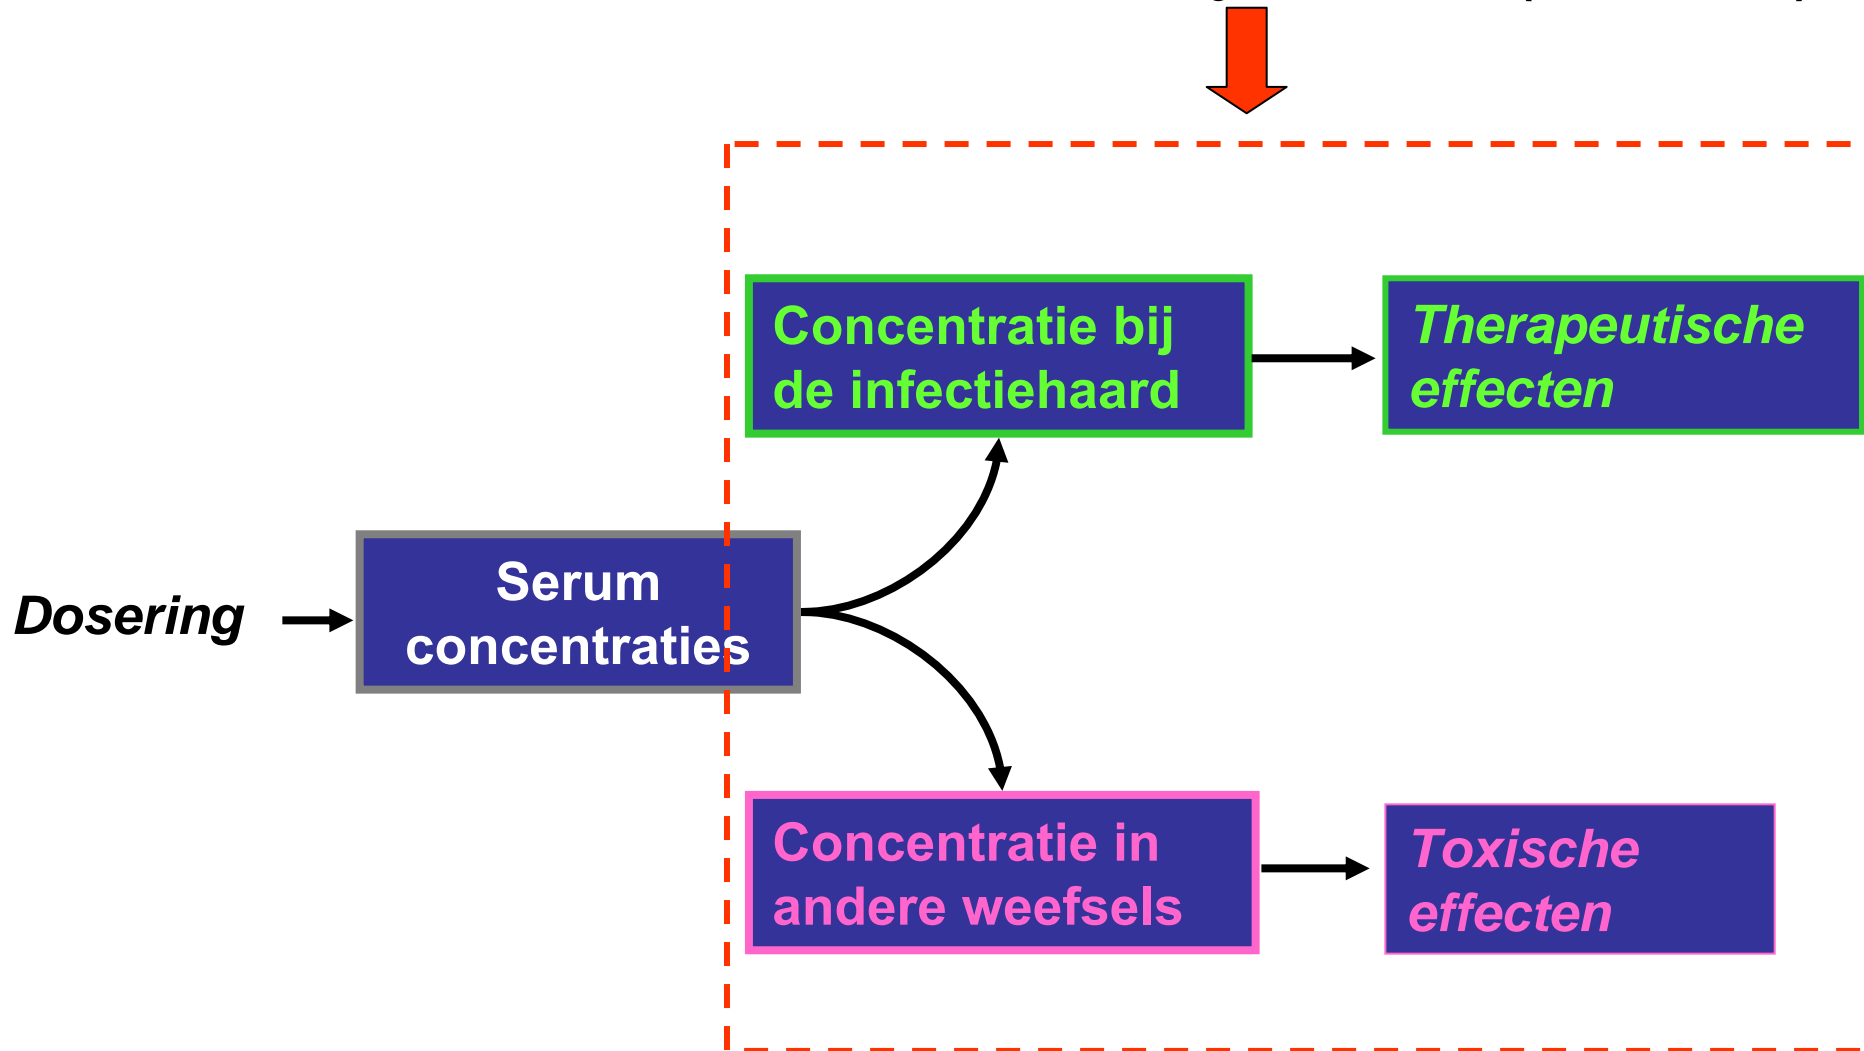 Concentratie bij
de infectiehaard
Therapeutische
effecten
Dosering
Serum
concentraties
Concentratie in
andere weefsels
Toxische
effecten